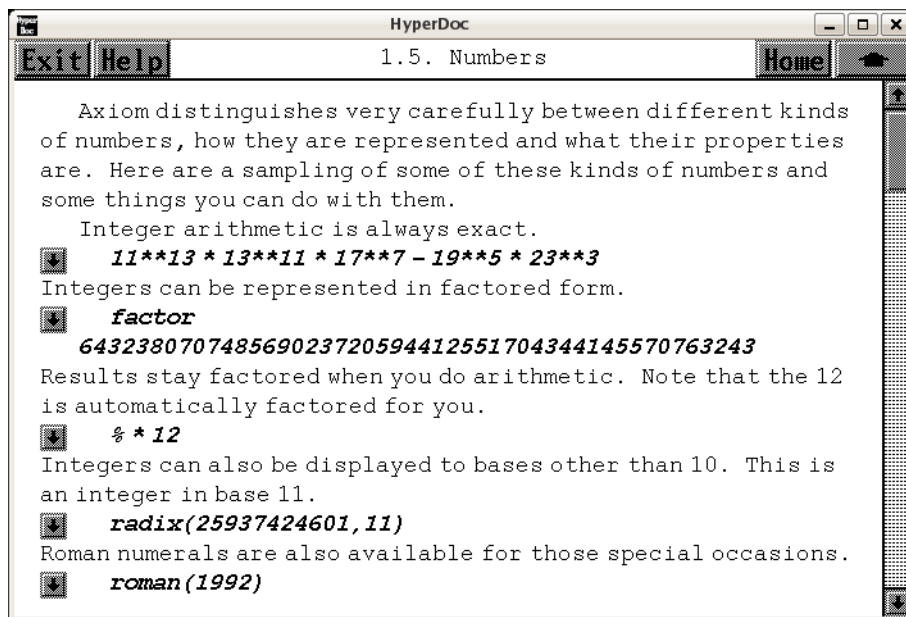 Hyper Doc
HyperDoc
Exit Help 1.5. Numbers Home
Axiom distinguishes very carefully between different kinds
of numbers, how they are represented and what their properties
are. Here are a sampling of some of these kinds of numbers and
some things you can do with them.
Integer arithmetic is always exact.
11**13 * 13**11 * 17**7 - 19**5 * 23**3
Integers can be represented in factored form.
factor
643238070748569023720594412551704344145570763243
Results stay factored when you do arithmetic. Note that the 12
is automatically factored for you.
% * 12
Integers can also be displayed to bases other than 10. This is
an integer in base 11.
radix(25937424601,11)
Roman numerals are also available for those special occasions.
roman(1992)